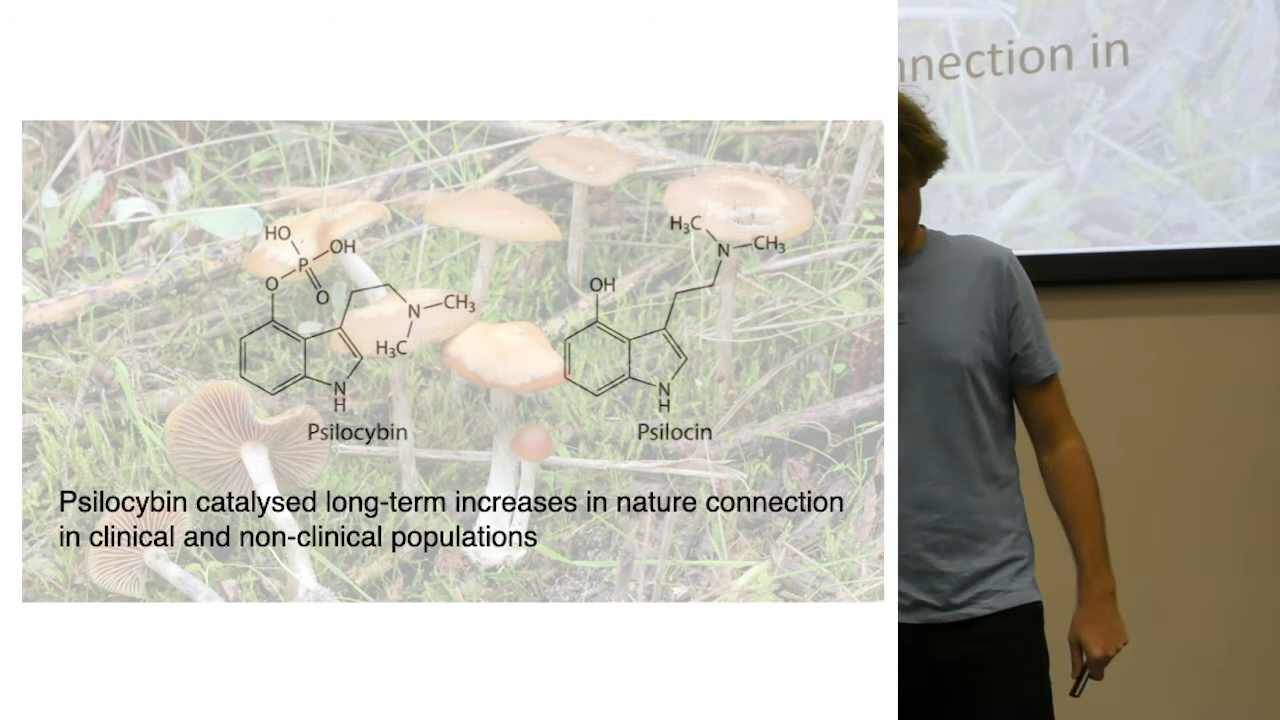 HO
OH
P
O
O
N
CH₃
H₃C
N
H
Psilocybin
H₃C
N
CH₃
OH
N
H
Psilocin
Psilocybin catalysed long-term increases in nature connection
in clinical and non-clinical populations
nnection in